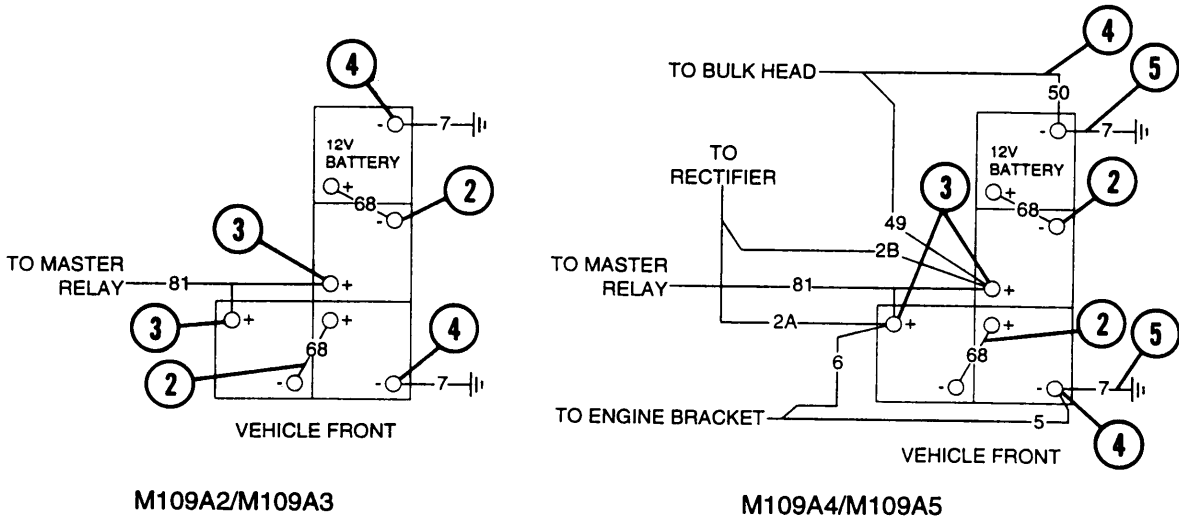 4
- 7
12V
BATTERY
+
68
- 2
3
TO MASTER
RELAY 81 +
3 + + 4
68
2 - - 7
VEHICLE FRONT
M109A2/M109A3
4
TO BULK HEAD 5
50
- 7
TO
RECTIFIER
12V
BATTERY
3 + 2
68
-
49
2B
TO MASTER
RELAY 81 +
2A + + 2 5
68
6
- - 7
TO ENGINE BRACKET 5 4
VEHICLE FRONT
M109A4/M109A5